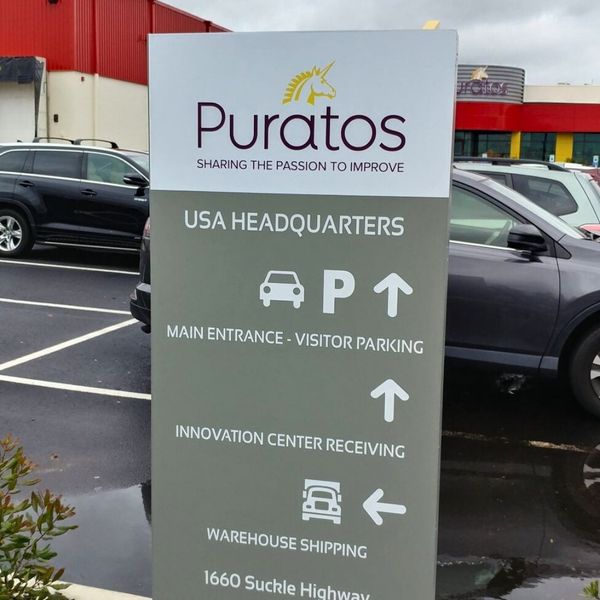 Puratos
SHARING THE PASSION TO IMPROVE
USA HEADQUARTERS
P
MAIN ENTRANCE - VISITOR PARKING
INNOVATION CENTER RECEIVING
WAREHOUSE SHIPPING
1660 Suckle Highway
Puratos